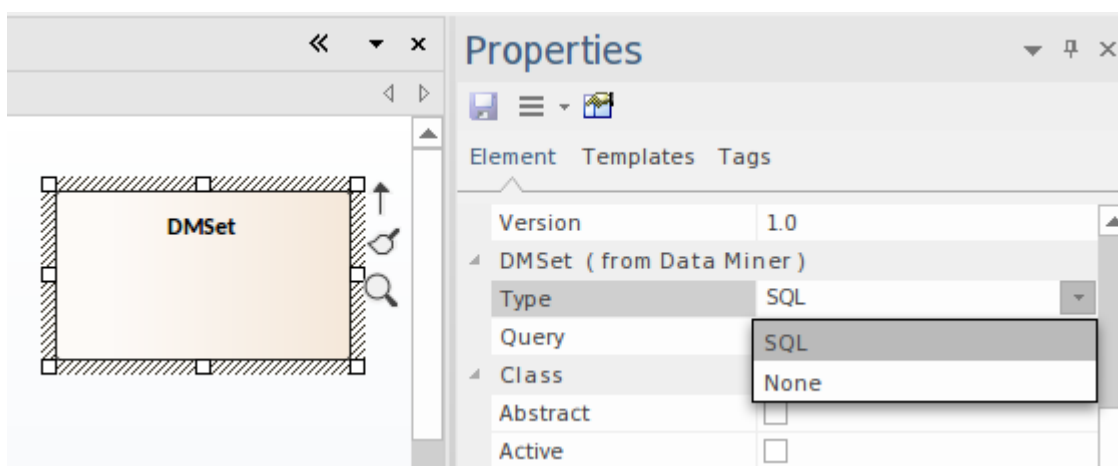 Properties
Element Templates Tags
DMSet
Version 1.0
DMSet (from Data Miner)
Type SQL
Query
SQL
None
Class
Abstract
Active